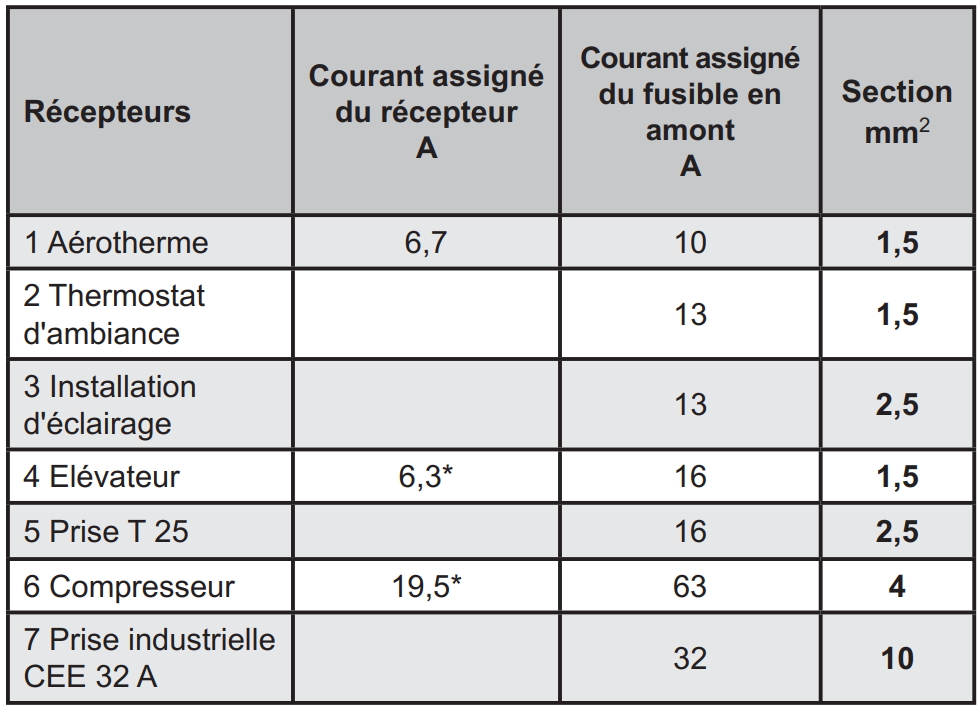 Récepteurs
Courant assigné
du récepteur
A
Courant assigné
du fusible en
amont
A
Section
mm²
1 Aérotherme
6,7
10
1,5
2 Thermostat
d'ambiance
13
1,5
3 Installation
d'éclairage
13
2,5
4 Elévateur
6,3*
16
1,5
5 Prise T 25
16
2,5
6 Compresseur
19,5*
63
4
7 Prise industrielle
CEE 32 A
32
10